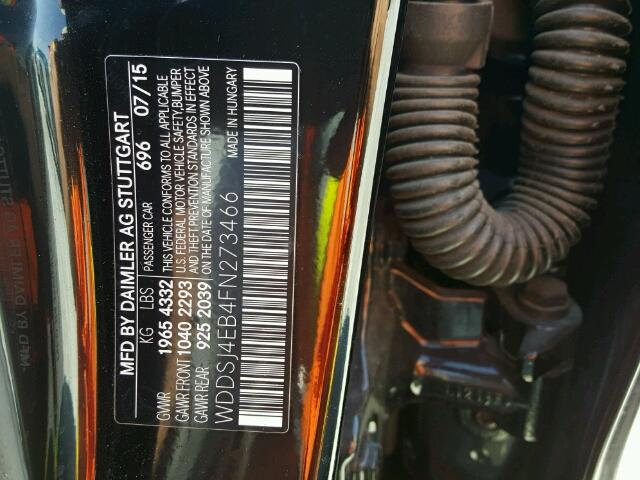 MFD BY DAIMLER AG STUTTGART
KG LBS PASSENGER CAR 696 07/15
GVWR 1965 4332 THIS VEHICLE CONFORMS TO ALL APPLICABLE
GAWR FRONT 1040 2293 U.S. FEDERAL MOTOR VEHICLE SAFETY,BUMPER
AND THEFT PREVENTION STANDARDS IN EFFECT
GAWR REAR 925 2039 ON DATE OF MANUFACTURE SHOWN ABOVE
WDDSJ4EB4FN273466 MADE IN HUNGARY